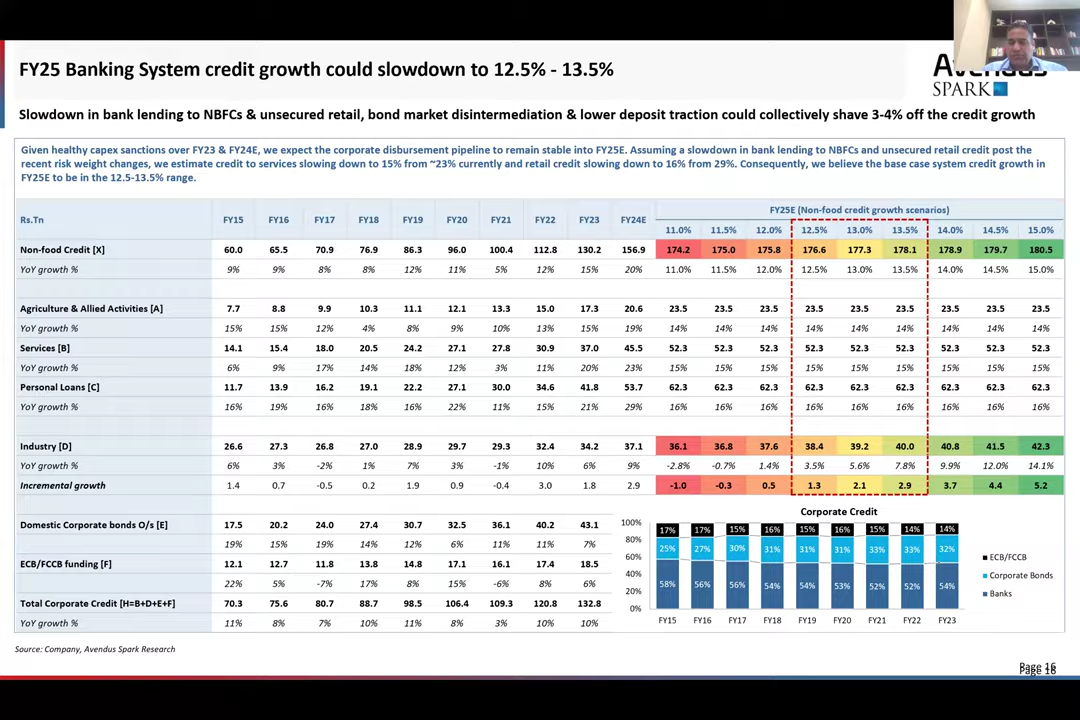 FY25 Banking System credit growth could slowdown to 12.5% - 13.5%
Avendus
SPARK
Slowdown in bank lending to NBFCs & unsecured retail, bond market disintermediation & lower deposit traction could collectively shave 3-4% off the credit growth
Given healthy capex sanctions over FY23 & FY24E, we expect the corporate disbursement pipeline to remain stable into FY25E. Assuming a slowdown in bank lending to NBFCs and unsecured retail credit post the
recent risk weight changes, we estimate credit to services slowing down to 15% from ~23% currently and retail credit slowing down to 16% from 29%. Consequently, we believe the base case system credit growth in
FY25E to be in the 12.5-13.5% range.
Rs.Tn FY15 FY16 FY17 FY18 FY19 FY20 FY21 FY22 FY23 FY24E FY25E (Non-food credit growth scenarios)
11.0% 11.5% 12.0% 12.5% 13.0% 13.5% 14.0% 14.5% 15.0%
Non-food Credit [X] 60.0 65.5 70.9 76.9 86.3 96.0 100.4 112.8 130.2 156.9 174.2 175.0 175.8 176.6 177.3 178.1 178.9 179.7 180.5
YoY growth % 9% 9% 8% 8% 12% 11% 5% 12% 15% 20% 11.0% 11.5% 12.0% 12.5% 13.0% 13.5% 14.0% 14.5% 15.0%
Agriculture & Allied Activities [A] 7.7 8.8 9.9 10.3 11.1 12.1 13.3 15.0 17.3 20.6 23.5 23.5 23.5 23.5 23.5 23.5 23.5 23.5 23.5
YoY growth % 15% 15% 12% 4% 8% 9% 10% 13% 15% 19% 14% 14% 14% 14% 14% 14% 14% 14% 14%
Services [B] 14.1 15.4 18.0 20.5 24.2 27.1 27.8 30.9 37.0 45.5 52.3 52.3 52.3 52.3 52.3 52.3 52.3 52.3 52.3
YoY growth % 6% 9% 17% 14% 18% 12% 3% 11% 20% 23% 15% 15% 15% 15% 15% 15% 15% 15% 15%
Personal Loans [C] 11.7 13.9 16.2 19.1 22.2 27.1 30.0 34.6 41.8 53.7 62.3 62.3 62.3 62.3 62.3 62.3 62.3 62.3 62.3
YoY growth % 16% 19% 16% 18% 16% 22% 11% 15% 21% 29% 16% 16% 16% 16% 16% 16% 16% 16% 16%
Industry [D] 26.6 27.3 26.8 27.0 28.9 29.7 29.3 32.4 34.2 37.1 36.1 36.8 37.6 38.4 39.2 40.0 40.8 41.5 42.3
YoY growth % 6% 3% -2% 1% 7% 3% -1% 10% 6% 9% -2.8% -0.7% 1.4% 3.5% 5.6% 7.8% 9.9% 12.0% 14.1%
Incremental growth 1.4 0.7 -0.5 0.2 1.9 0.9 -0.4 3.0 1.8 2.9 -1.0 -0.3 0.5 1.3 2.1 2.9 3.7 4.4 5.2
Domestic Corporate bonds O/s [E] 17.5 20.2 24.0 27.4 30.7 32.5 36.1 40.2 43.1
19% 15% 19% 14% 12% 6% 11% 11% 7%
ECB/FCCB funding [F] 12.1 12.7 11.8 13.8 14.8 17.1 16.1 17.4 18.5
22% 5% -7% 17% 8% 15% -6% 8% 6%
Total Corporate Credit [H=B+D+E+F] 70.3 75.6 80.7 88.7 98.5 106.4 109.3 120.8 132.8
YoY growth % 11% 8% 7% 10% 11% 8% 3% 10% 10%
Corporate Credit
100%
80%
60%
40%
20%
0%
17% 17% 15% 16% 15% 16% 15% 14% 14%
25% 27% 30% 31% 31% 31% 33% 33% 32%
58% 56% 56% 54% 54% 53% 52% 52% 54%
FY15 FY16 FY17 FY18 FY19 FY20 FY21 FY22 FY23
ECB/FCCB
Corporate Bonds
Banks
Source: Company, Avendus Spark Research
Page 16
Page 16